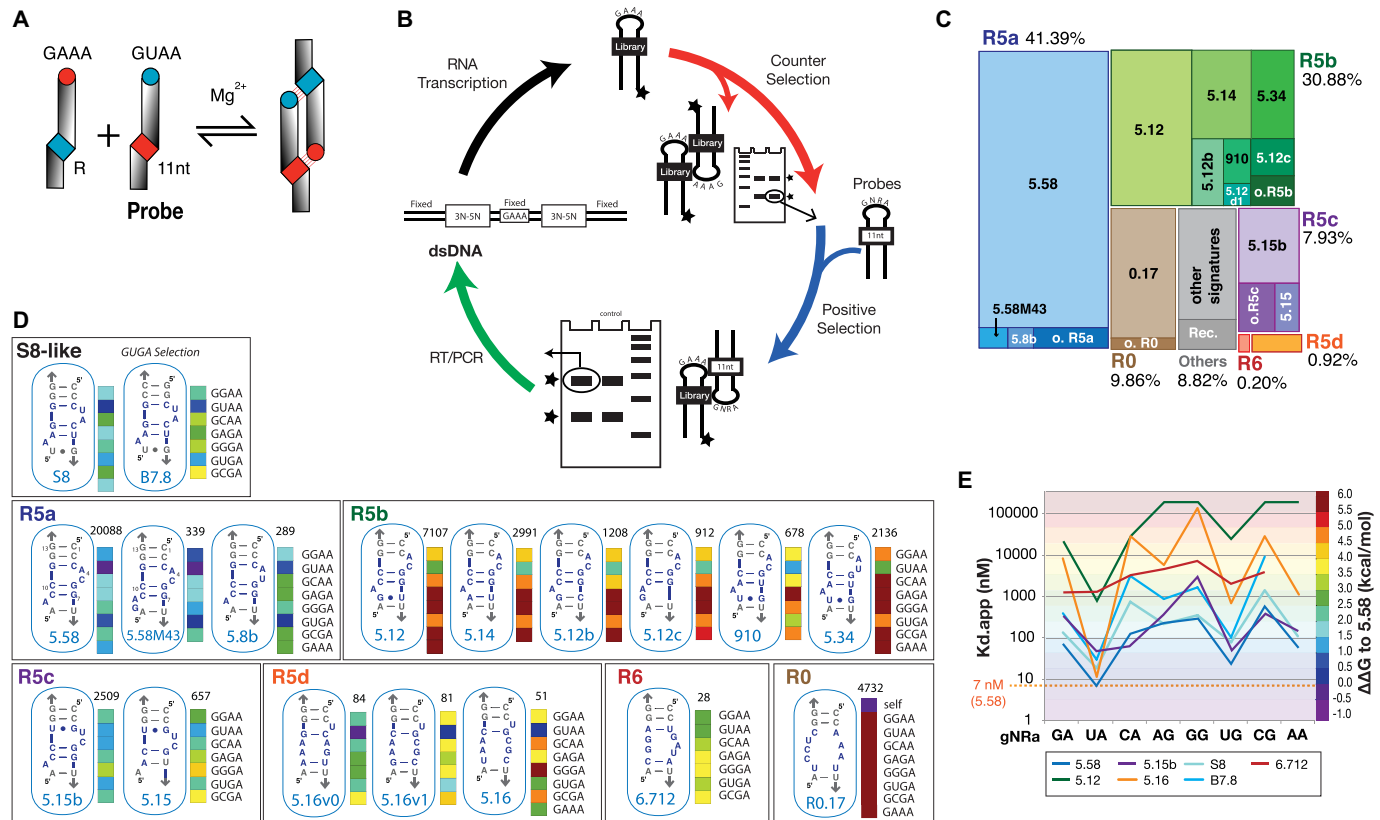 A
GAAA
GUAA
Mg2+
R
11nt
Probe
B
RNA
Transcription
GAAA
Library
Counter
Selection
GAAA
Library
Library
AAAG
Probes
GNRA
11nt
Fixed
Fixed
Fixed
3N-5N
GAAA
3N-5N
dsDNA
Positive
Selection
RT/PCR
control
GAAA
11nt
Library
GNRA
C
R5a 41.39%
R5b
30.88%
5.58
5.12
5.14
5.34
5.12b
910
5.12c
5.12
d1
o.R5b
R5c
7.93%
5.58M43
0.17
other
signatures
5.15b
o.R5c
5.15
5.8b
o. R5a
o. R0
Rec.
R5d
0.92%
R0
9.86%
Others
8.82%
R6
0.20%
D
S8-like
GUGA Selection
S8
B7.8
GGAA
GUAA
GCAA
GAGA
GGGA
GUGA
GCGA
R5a
20088
339
289
5.58
5.58M43
5.8b
GGAA
GUAA
GCAA
GAGA
GGGA
GUGA
GCGA
GAAA
R5b
7107
2991
1208
912
678
2136
5.12
5.14
5.12b
5.12c
910
5.34
GGAA
GUAA
GCAA
GAGA
GGGA
GUGA
GCGA
GAAA
R5c
2509
657
5.15b
5.15
GGAA
GUAA
GCAA
GAGA
GGGA
GUGA
GCGA
R5d
84
81
51
5.16v0
5.16v1
5.16
GGAA
GUAA
GCAA
GAGA
GGGA
GUGA
GCGA
GAAA
R6
28
6.712
GGAA
GUAA
GCAA
GAGA
GGGA
GUGA
GCGA
R0
4732
R0.17
self
GGAA
GUAA
GCAA
GAGA
GGGA
GUGA
GCGA
GAAA
E
Kd.app (nM)
100000
10000
1000
100
10
1
7 nM
(5.58)
gNRa GA UA CA AG GG UG CG AA
6.0
5.5
5.0
4.5
4.0
3.5
3.0
2.5
2.0
1.5
1.0
0.5
0.0
-0.5
-1.0
ΔΔG to 5.58 (kcal/mol)
5.58
5.15b
S8
6.712
5.12
5.16
B7.8